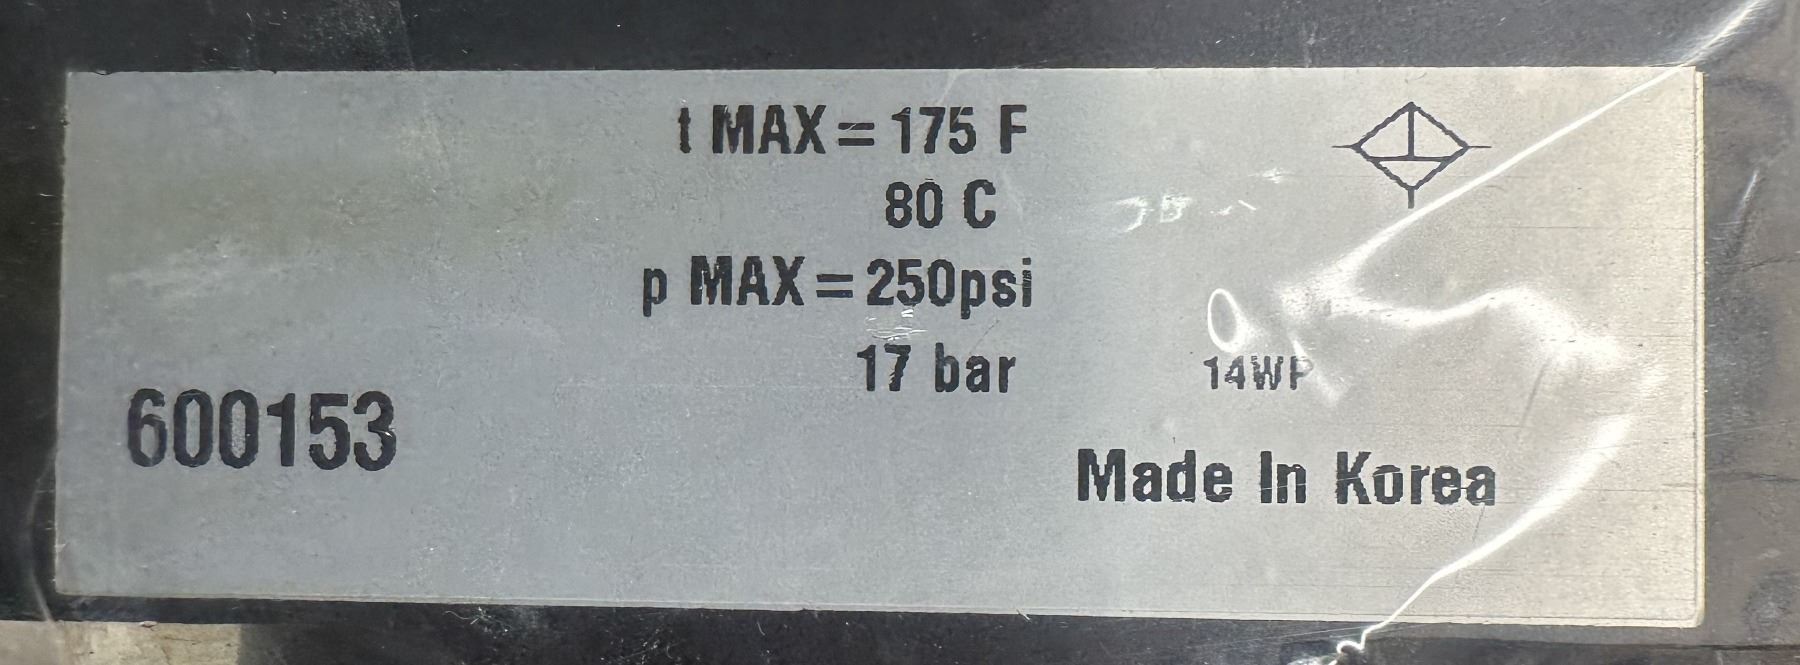 t MAX = 175 F
80 C
p MAX = 250psi
17 bar
14WP
600153
Made In Korea